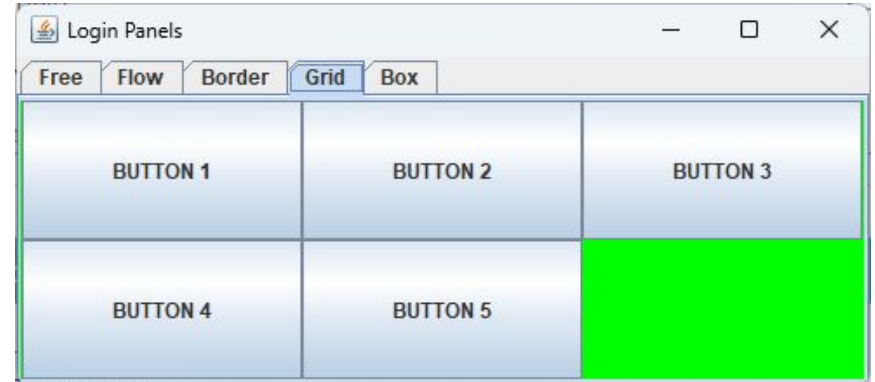 Login Panels
Free Flow Border Grid Box
BUTTON 1 BUTTON 2 BUTTON 3
BUTTON 4 BUTTON 5